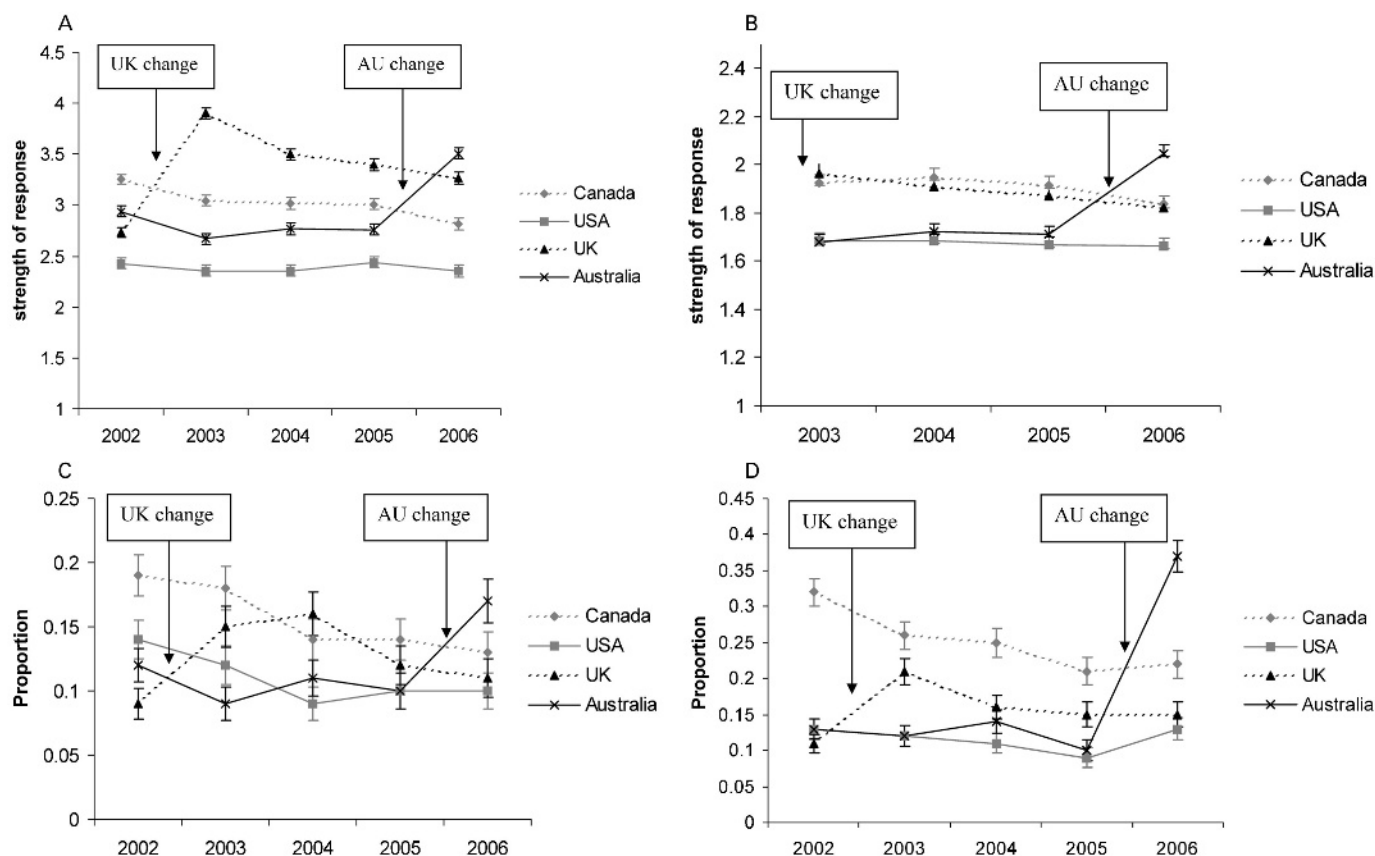 A
UK change
AU change
strength of response
4.5
4
3.5
3
2.5
2
1.5
1
2002 2003 2004 2005 2006
Canada
USA
UK
Australia
B
UK change
AU change
strength of response
2.4
2.2
2
1.8
1.6
1.4
1.2
1
2003 2004 2005 2006
Canada
USA
UK
Australia
C
UK change
AU change
Proportion
0.25
0.2
0.15
0.1
0.05
0
2002 2003 2004 2005 2006
Canada
USA
UK
Australia
D
UK change
AU change
Proportion
0.45
0.4
0.35
0.3
0.25
0.2
0.15
0.1
0.05
0
2002 2003 2004 2005 2006
Canada
USA
UK
Australia